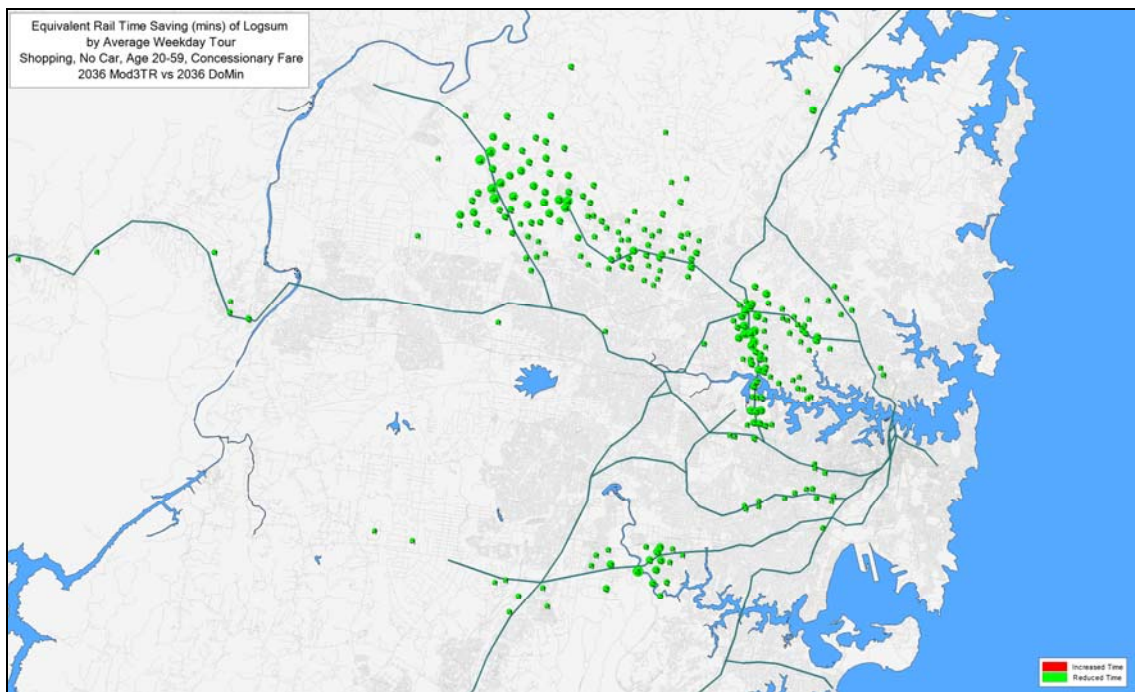 Equivalent Rail Time Saving (mins) of Logsum
by Average Weekday Tour
Shopping, No Car, Age 20-59, Concessionary Fare
2036 Mod3TR vs 2036 DoMin
Increased Time
Reduced Time